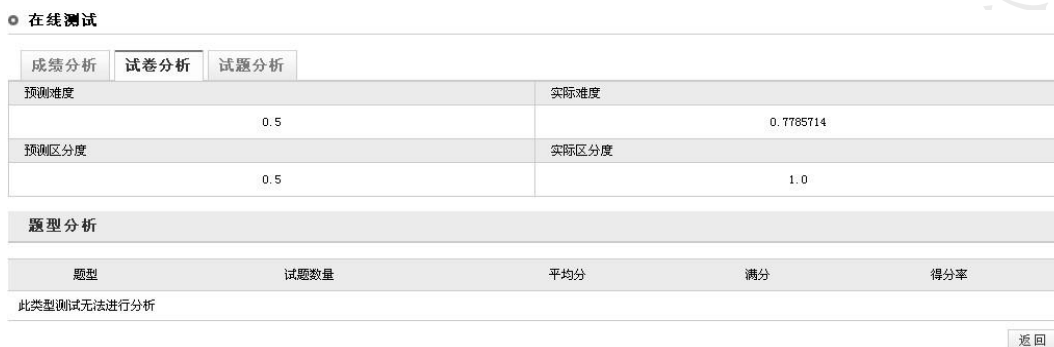 在线测试
成绩分析 试卷分析 试题分析
预测难度 实际难度
0.5 0.7785714
预测区分度 实际区分度
0.5 1.0
题型分析
题型 试题数量 平均分 满分 得分率
此类型测试无法进行分析
返回